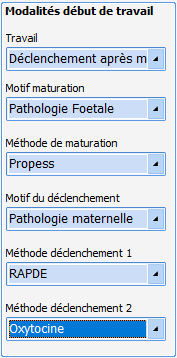 Modalités début de travail
Travail
Déclenchement après m
Motif maturation
Pathologie Foetale
Méthode de maturation
Propess
Motif du déclenchement
Pathologie maternelle
Méthode déclenchement 1
RAPDE
Méthode déclenchement 2
Oxytocine